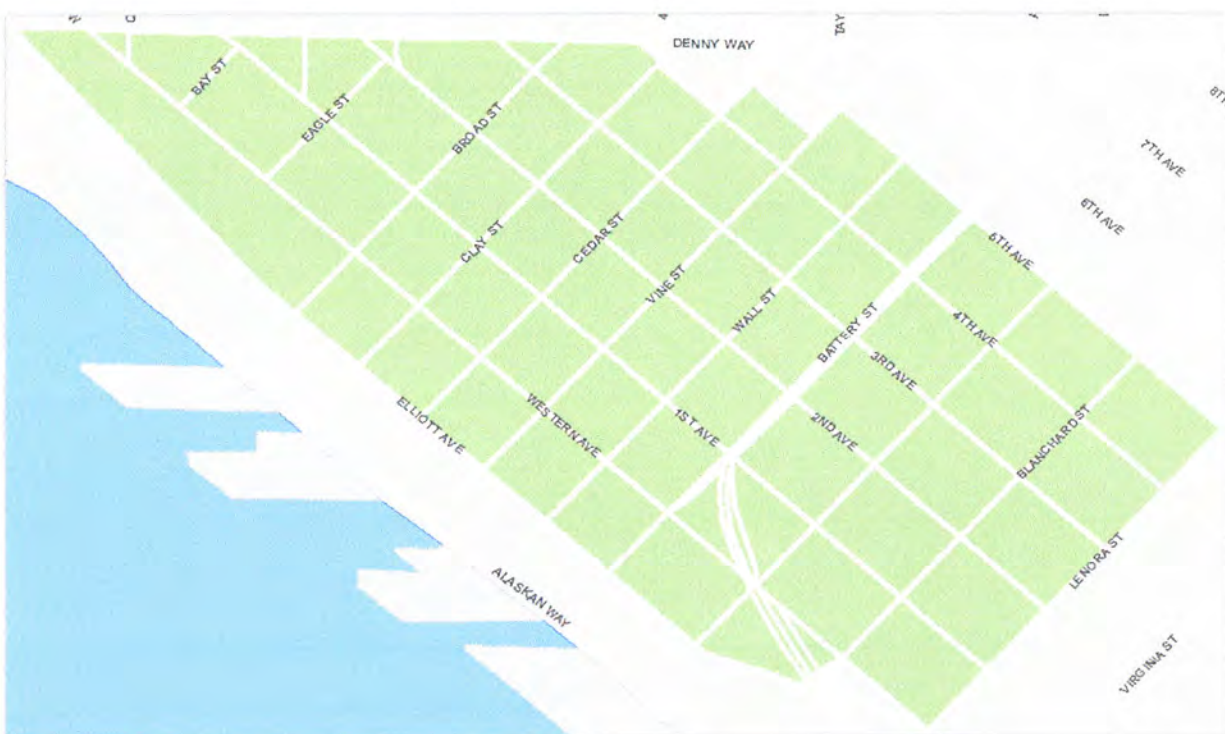 DENNY WAY
TAY
8TH
BAY ST
EAGLE ST
BROAD ST
7TH AVE
6TH AVE
CLAY ST
CEDAR ST
VINE ST
WALL ST
BATTERY ST
5TH AVE
4TH AVE
3RD AVE
2ND AVE
1ST AVE
WESTERN AVE
ELLIOTT AVE
BLANCHARD ST
LENORA ST
ALASKAN WAY
VIRGINIA ST